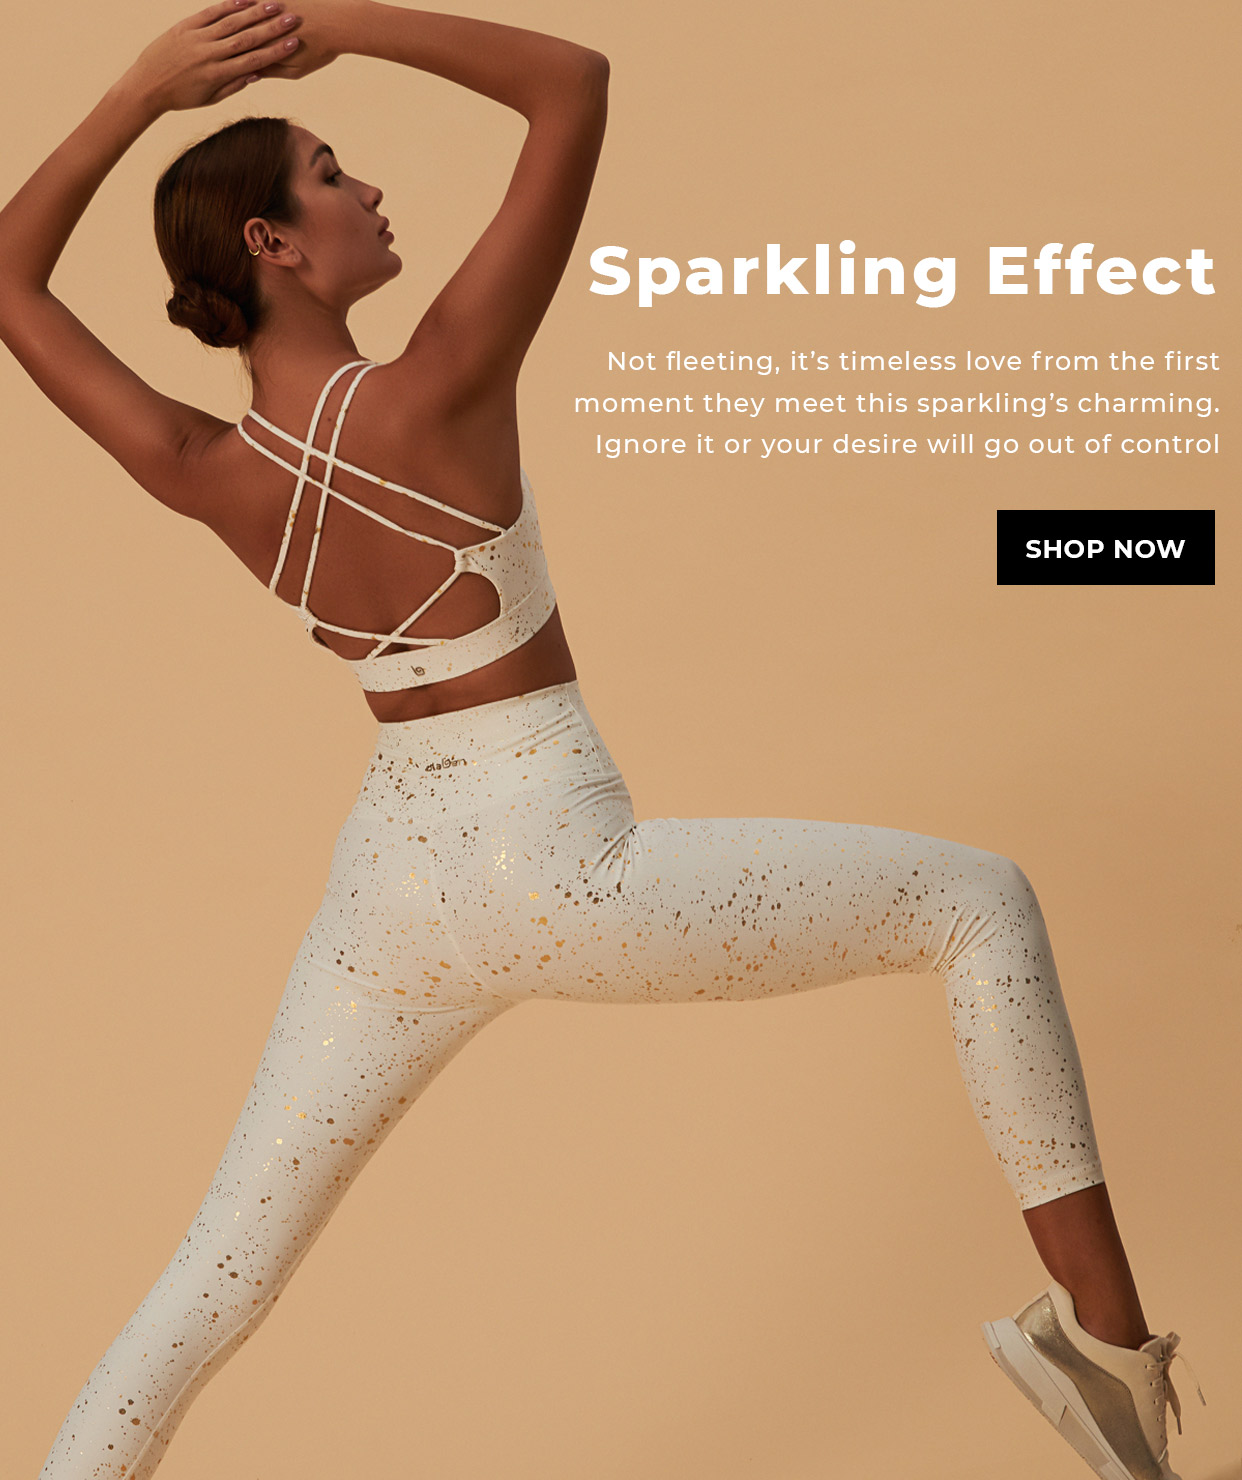 Sparkling Effect
Not fleeting, it’s timeless love from the first
moment they meet this sparkling’s charming.
Ignore it or your desire will go out of control
SHOP NOW